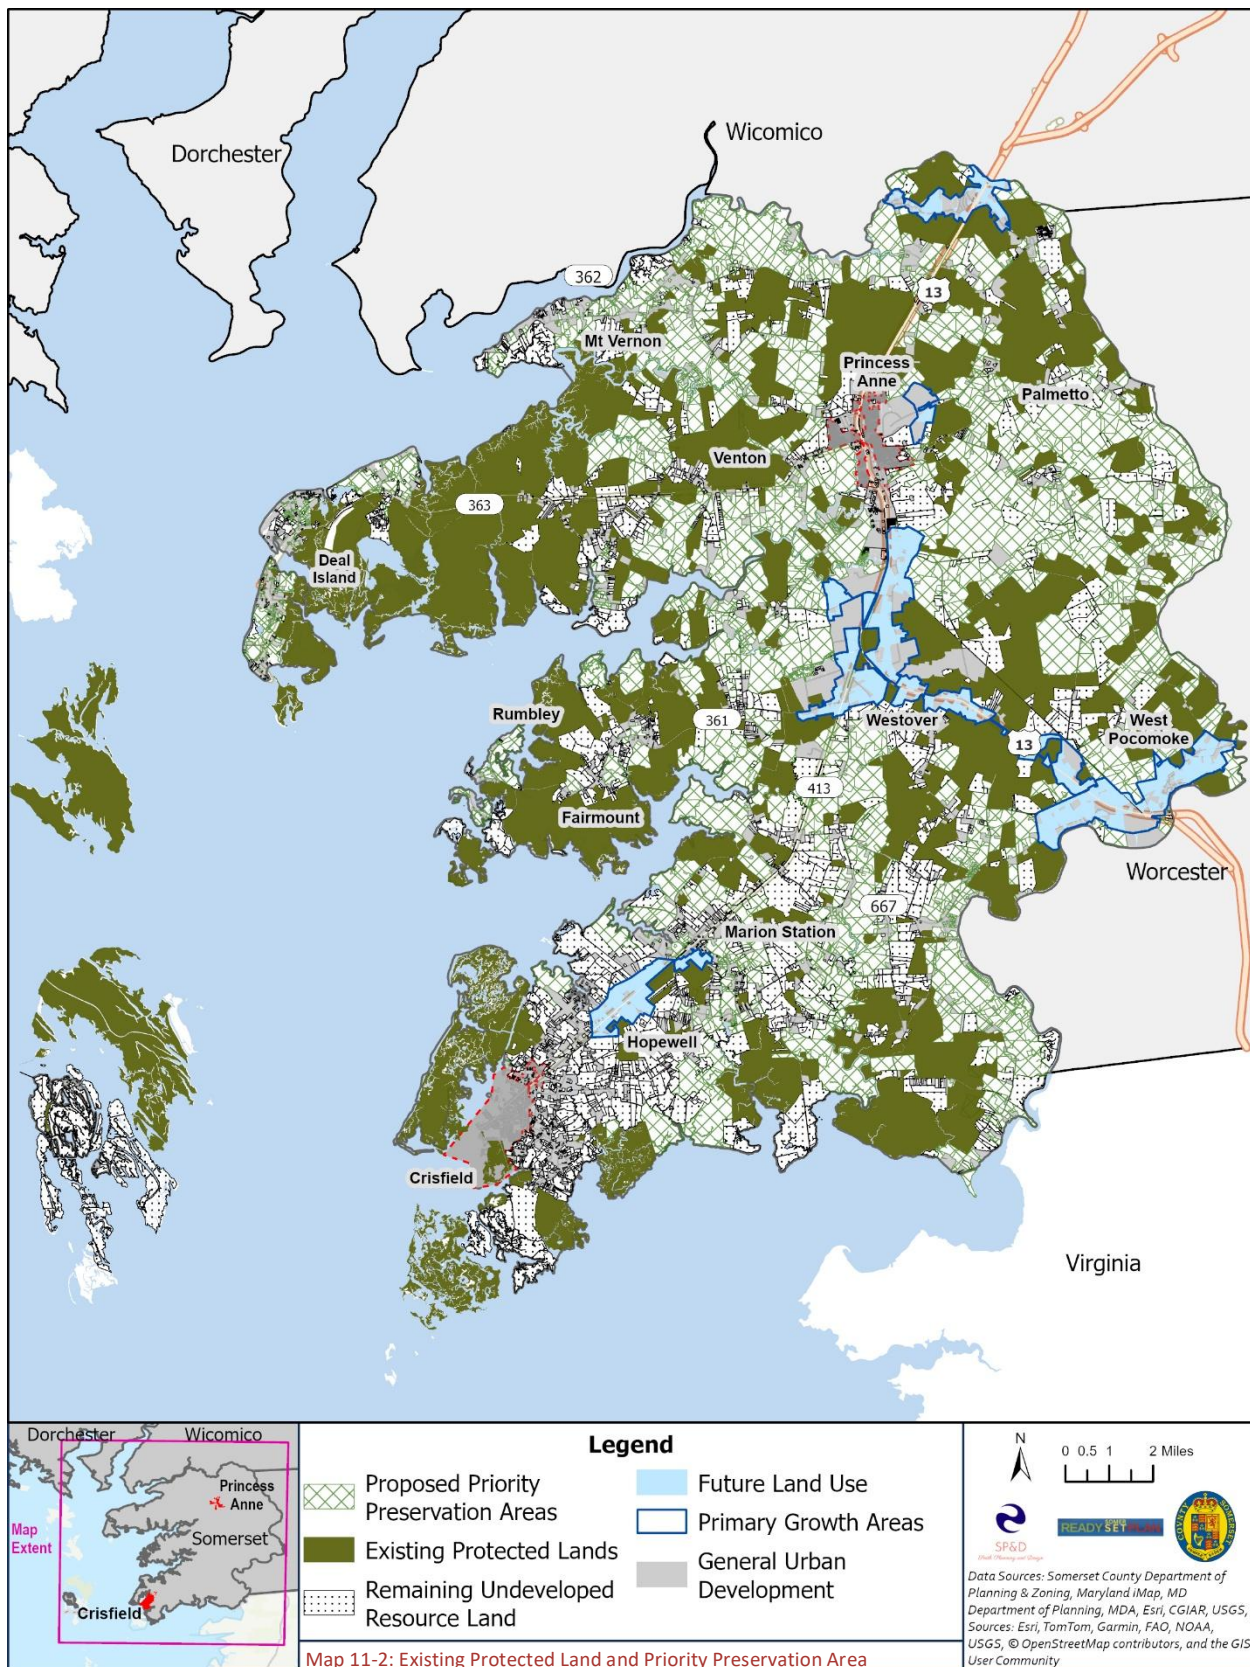 Wicomico
Dorchester
362
13
Mt Vernon
Princess
Anne
Palmetto
Venton
363
Deal
Island
Rumbley
361
Westover
West
Pocomoke
13
413
Fairmount
Worcester
667
Marion Station
Hopewell
Crisfield
Virginia
Dorchester
Wicomico
Princess
Anne
Map
Extent
Somerset
Crisfield
Legend
Proposed Priority
Preservation Areas
Existing Protected Lands
Remaining Undeveloped
Resource Land
Future Land Use
Primary Growth Areas
General Urban
Development
N
0 0.5 1 2 Miles
SP&D
READY SOMER SET
COUNTY SOMERSET
Data Sources: Somerset County Department of
Planning & Zoning, Maryland iMap, MD
Department of Planning, MDA, Esri, CGIAR, USGS,
Sources: Esri, TomTom, Garmin, FAO, NOAA,
USGS, © OpenStreetMap contributors, and the GIS
User Community
Map 11-2: Existing Protected Land and Priority Preservation Area